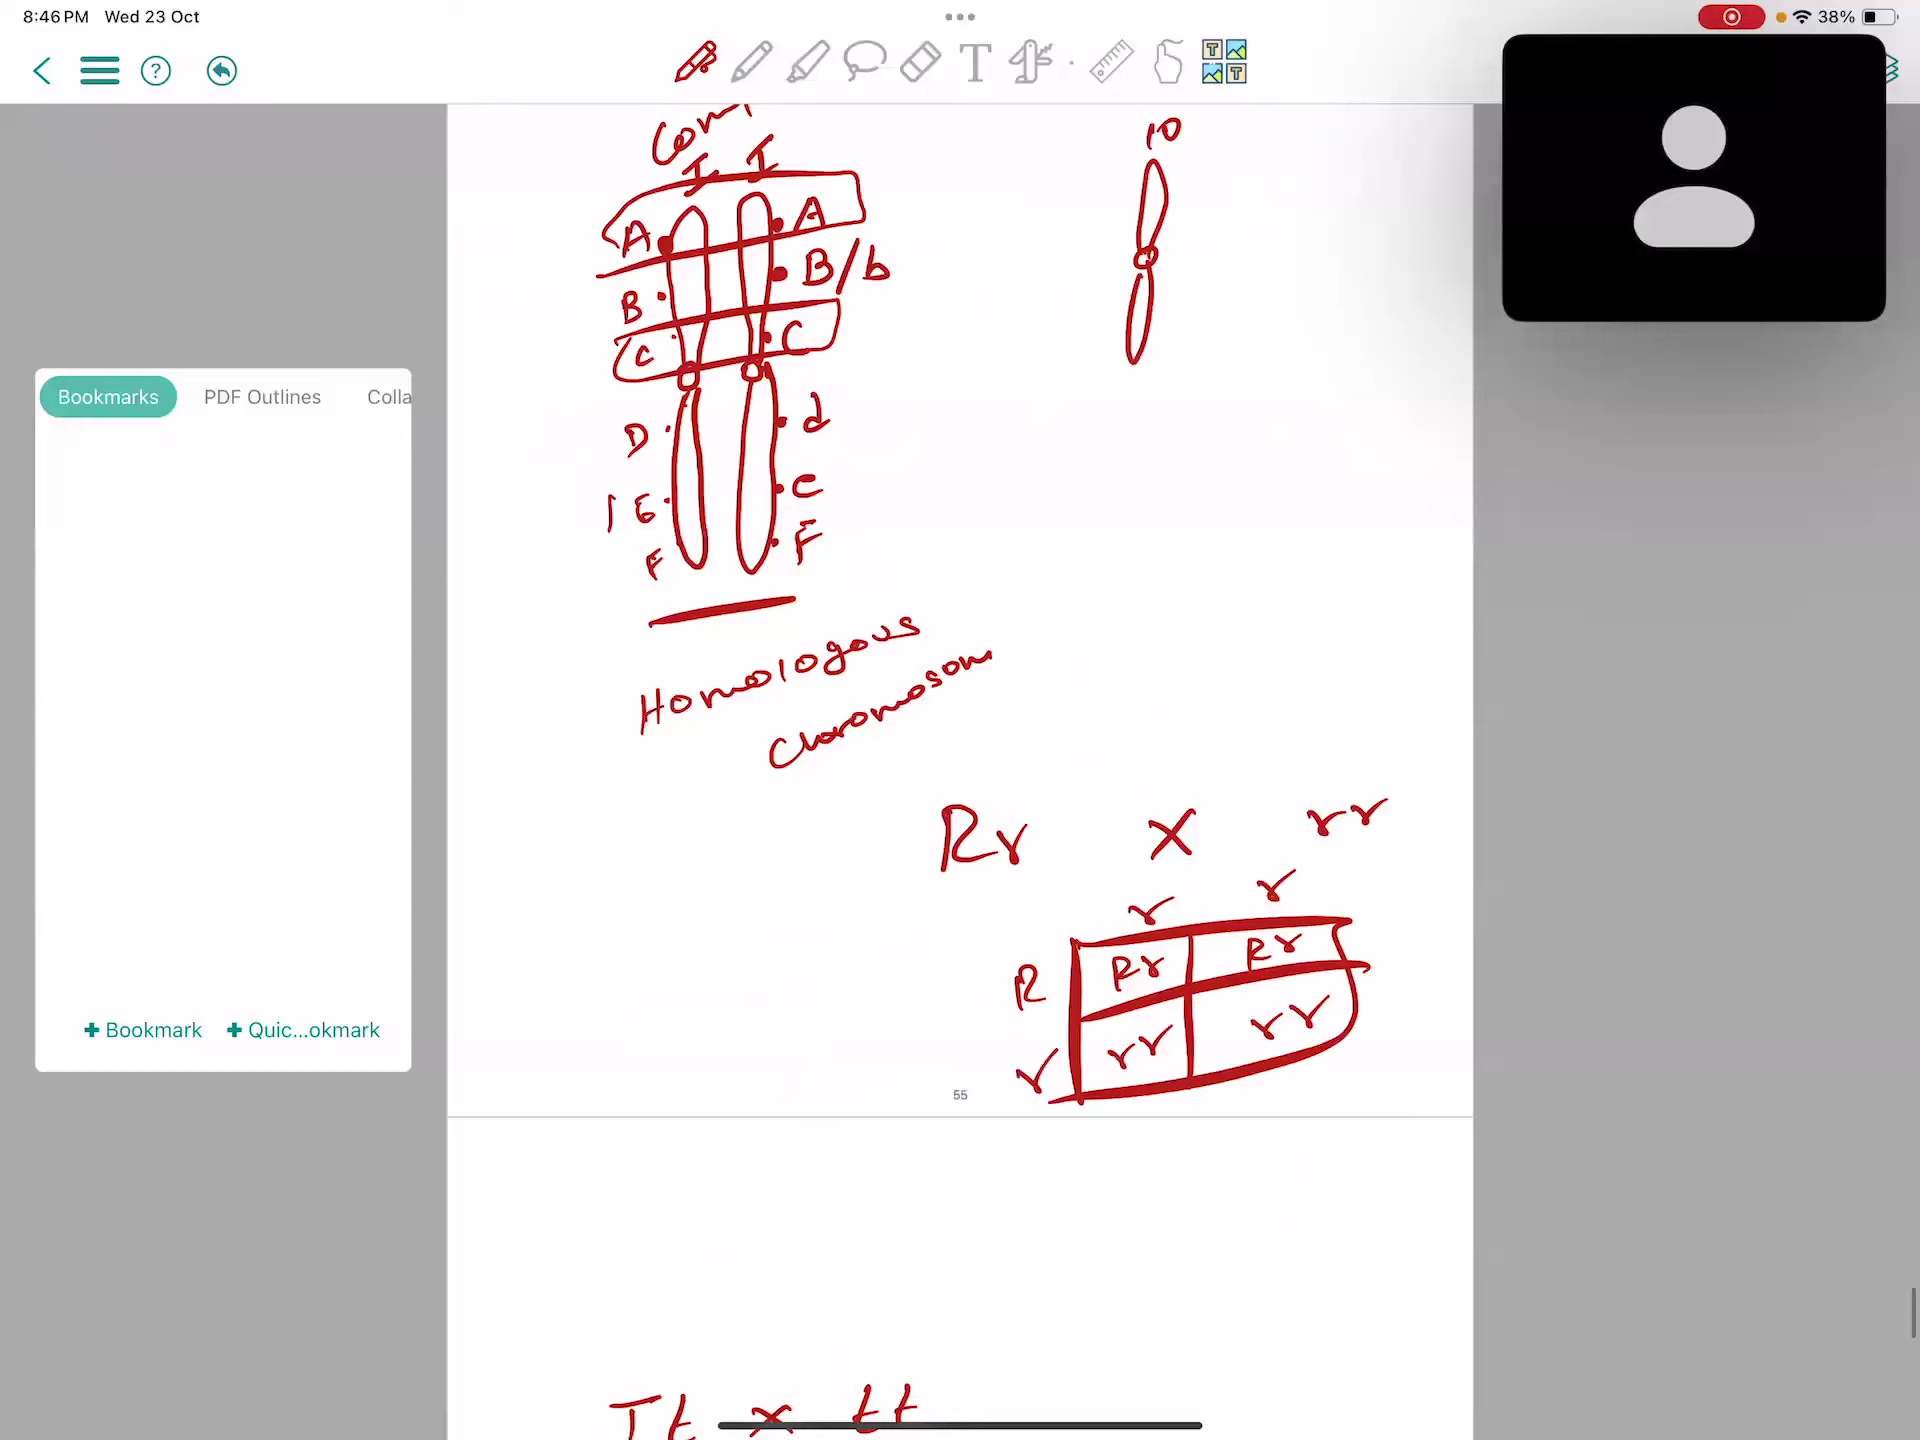 8:46 PM Wed 23 Oct
38%
T
Bookmarks PDF Outlines Colla
+ Bookmark + Quic...okmark
I I
A A
B B/b
C C
D d
E e
F F
10
Homologous
Chromosom
Rr x rr
r r
R Rr Rr
r rr rr
55
Tt x tt